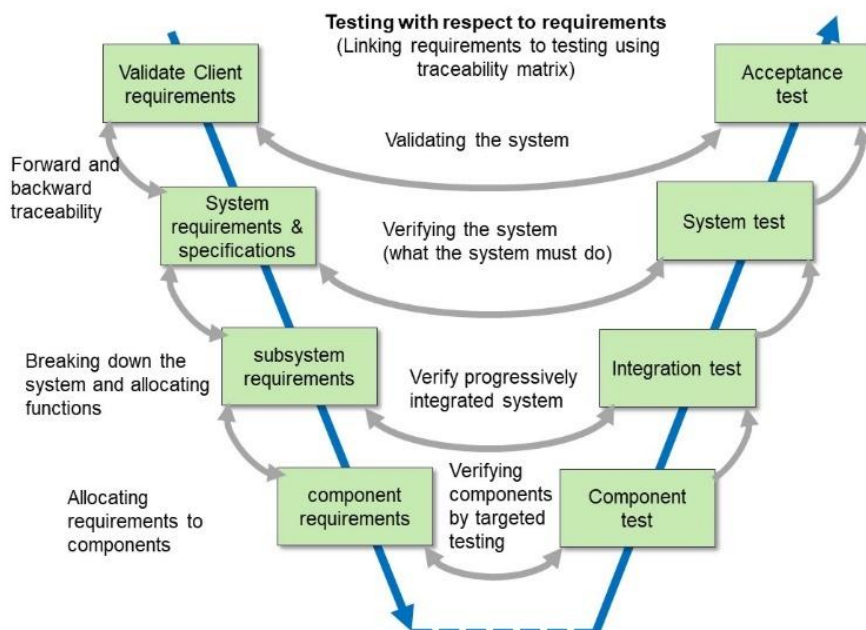 Testing with respect to requirements
(Linking requirements to testing using
traceability matrix)
Validate Client
requirements
Acceptance
test
Validating the system
Forward and
backward
traceability
System
requirements &
specifications
Verifying the system
(what the system must do)
System test
Breaking down the
system and allocating
functions
subsystem
requirements
Verify progressively
integrated system
Integration test
Allocating
requirements to
components
component
requirements
Verifying
components
by targeted
testing
Component
test